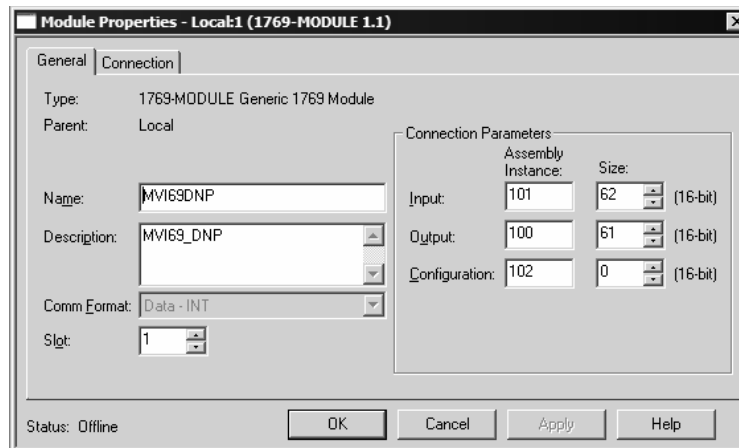 Module Properties - Local:1 (1769-MODULE 1.1)
General
Connection
Type: 1769-MODULE Generic 1769 Module
Parent: Local
Connection Parameters
Assembly
Instance: Size:
Name: MVI69DNP
Input: 101 62 (16-bit)
Description: MVI69_DNP
Output: 100 61 (16-bit)
Configuration: 102 0 (16-bit)
Comm Format: Data - INT
Slot: 1
Status: Offline
OK
Cancel
Apply
Help